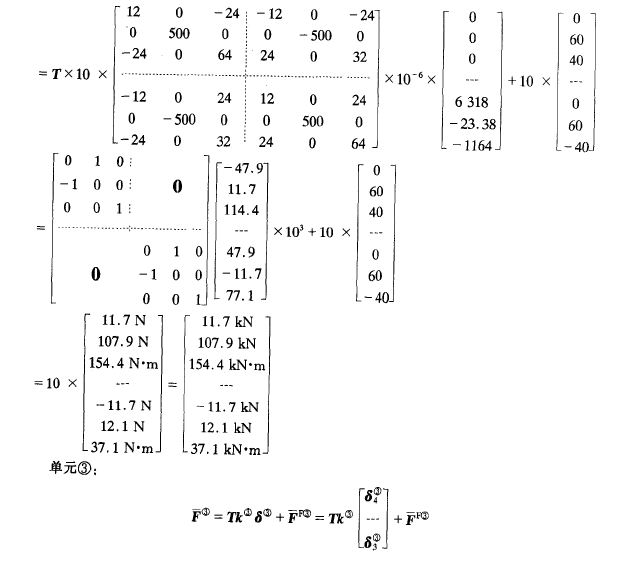 = T×10 × [12 0 −24 ⋮ −12 0 −24
0 500 0 0 −500 0
−24 0 64 24 0 32
−12 0 24 12 0 24
0 −500 0 0 500 0
−24 0 32 24 0 64] ×10⁻⁶× [0
0
0
---
6 318
−23.38
−1164] +10 × [0
60
40
---
0
60
−40]
= [0 1 0
−1 0 0 0
0 0 1
0 1 0
0 −1 0 0
0 0 1] [−47.9
11.7
114.4
---
47.9
−11.7
77.1] ×10³+10 × [0
60
40
---
0
60
−40]
=10 × [11.7 N
107.9 N
154.4 N·m
---
−11.7 N
12.1 N
37.1 N·m] = [11.7 kN
107.9 kN
154.4 kN·m
---
−11.7 kN
12.1 kN
37.1 kN·m]
单元③:
F̅③ = Tk③ δ③ + F̅F③ = Tk③ [δ4
---
δ3] + F̅F③